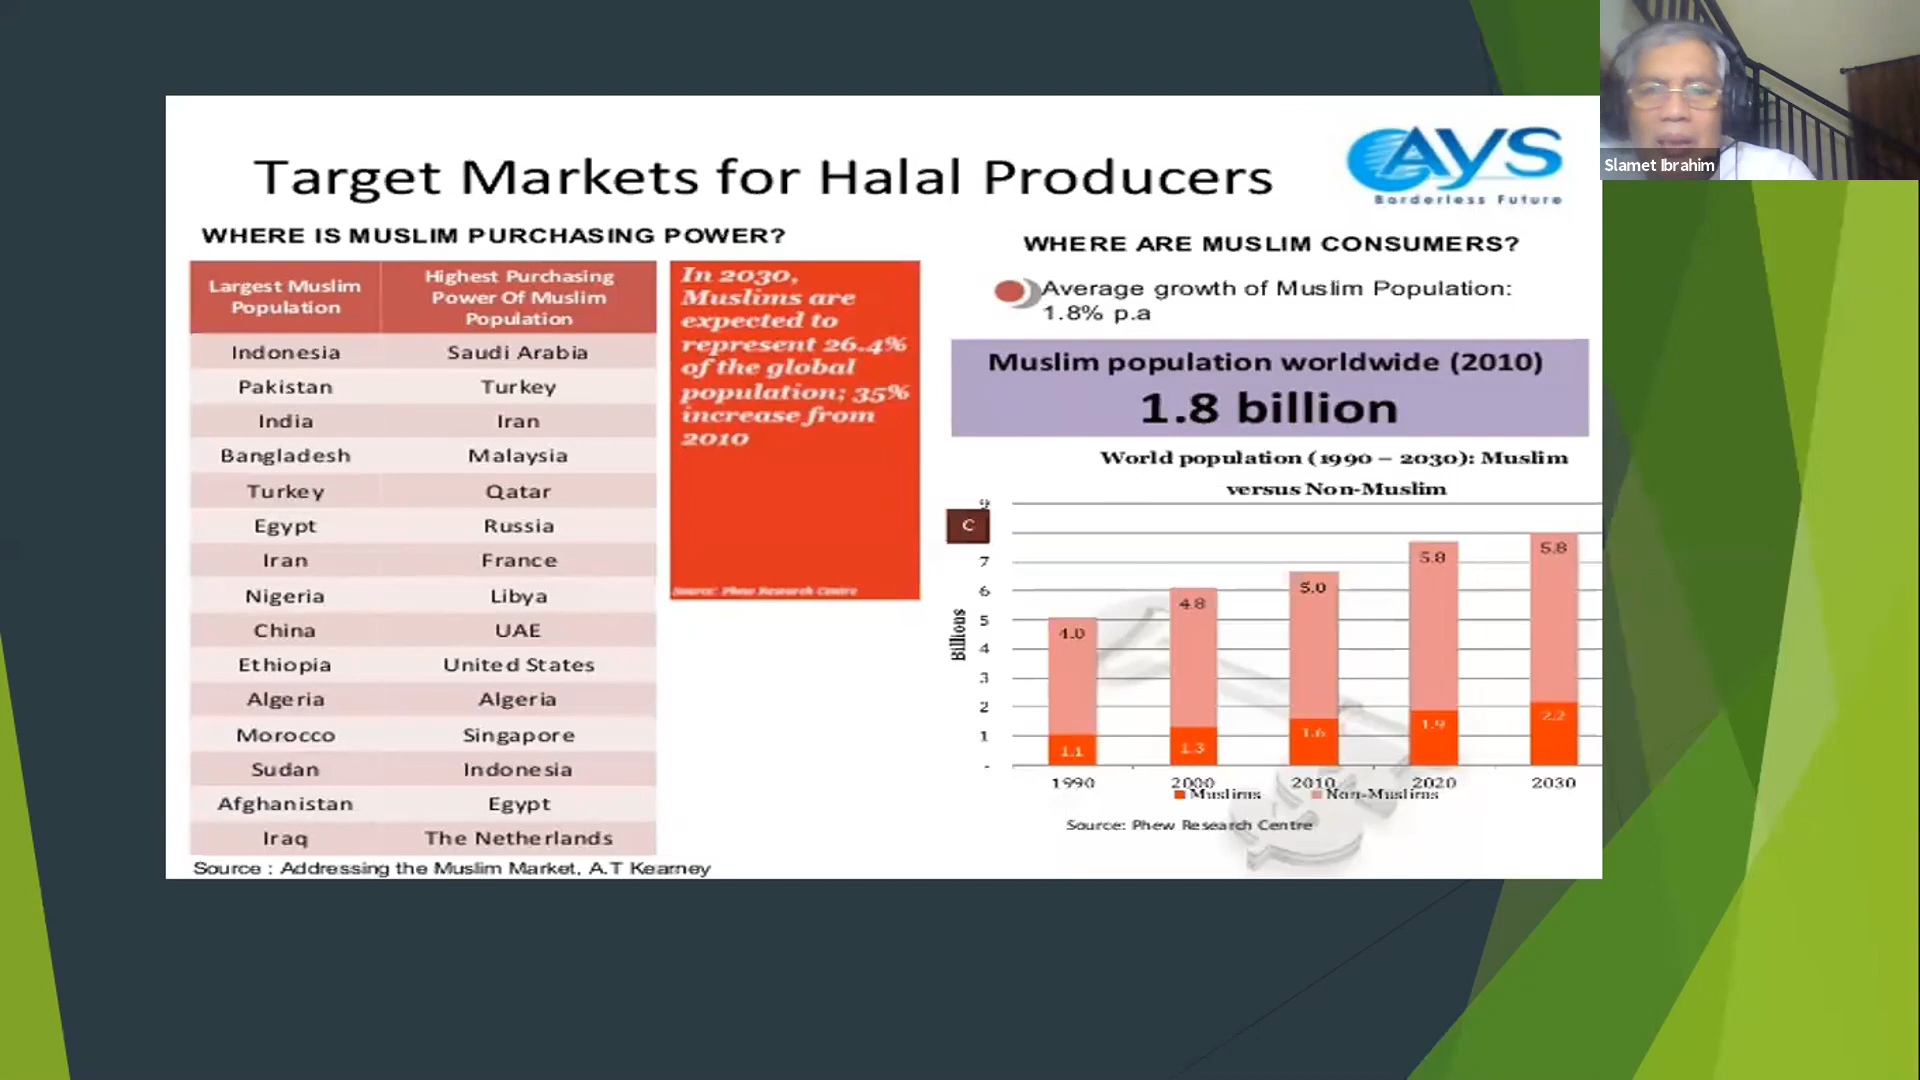 Target Markets for Halal Producers
AYS
Borderless Future
WHERE IS MUSLIM PURCHASING POWER?
Largest Muslim Population
Highest Purchasing Power Of Muslim Population
Indonesia Saudi Arabia
Pakistan Turkey
India Iran
Bangladesh Malaysia
Turkey Qatar
Egypt Russia
Iran France
Nigeria Libya
China UAE
Ethiopia United States
Algeria Algeria
Morocco Singapore
Sudan Indonesia
Afghanistan Egypt
Iraq The Netherlands
Source : Addressing the Muslim Market, A.T Kearney
In 2030,
Muslims are
expected to
represent 26.4%
of the global
population; 35%
increase from
2010
Source: Phew Research Centre
WHERE ARE MUSLIM CONSUMERS?
Average growth of Muslim Population:
1.8% p.a
Muslim population worldwide (2010)
1.8 billion
World population (1990 – 2030): Muslim
versus Non-Muslim
C
Billions
9
7
6
5
4
3
2
1
-
4.0
4.8
5.0
5.8
5.8
1.1
1.3
1.6
1.9
2.2
1990 2000 2010 2020 2030
Muslims Non-Muslims
Source: Phew Research Centre
Slamet Ibrahim